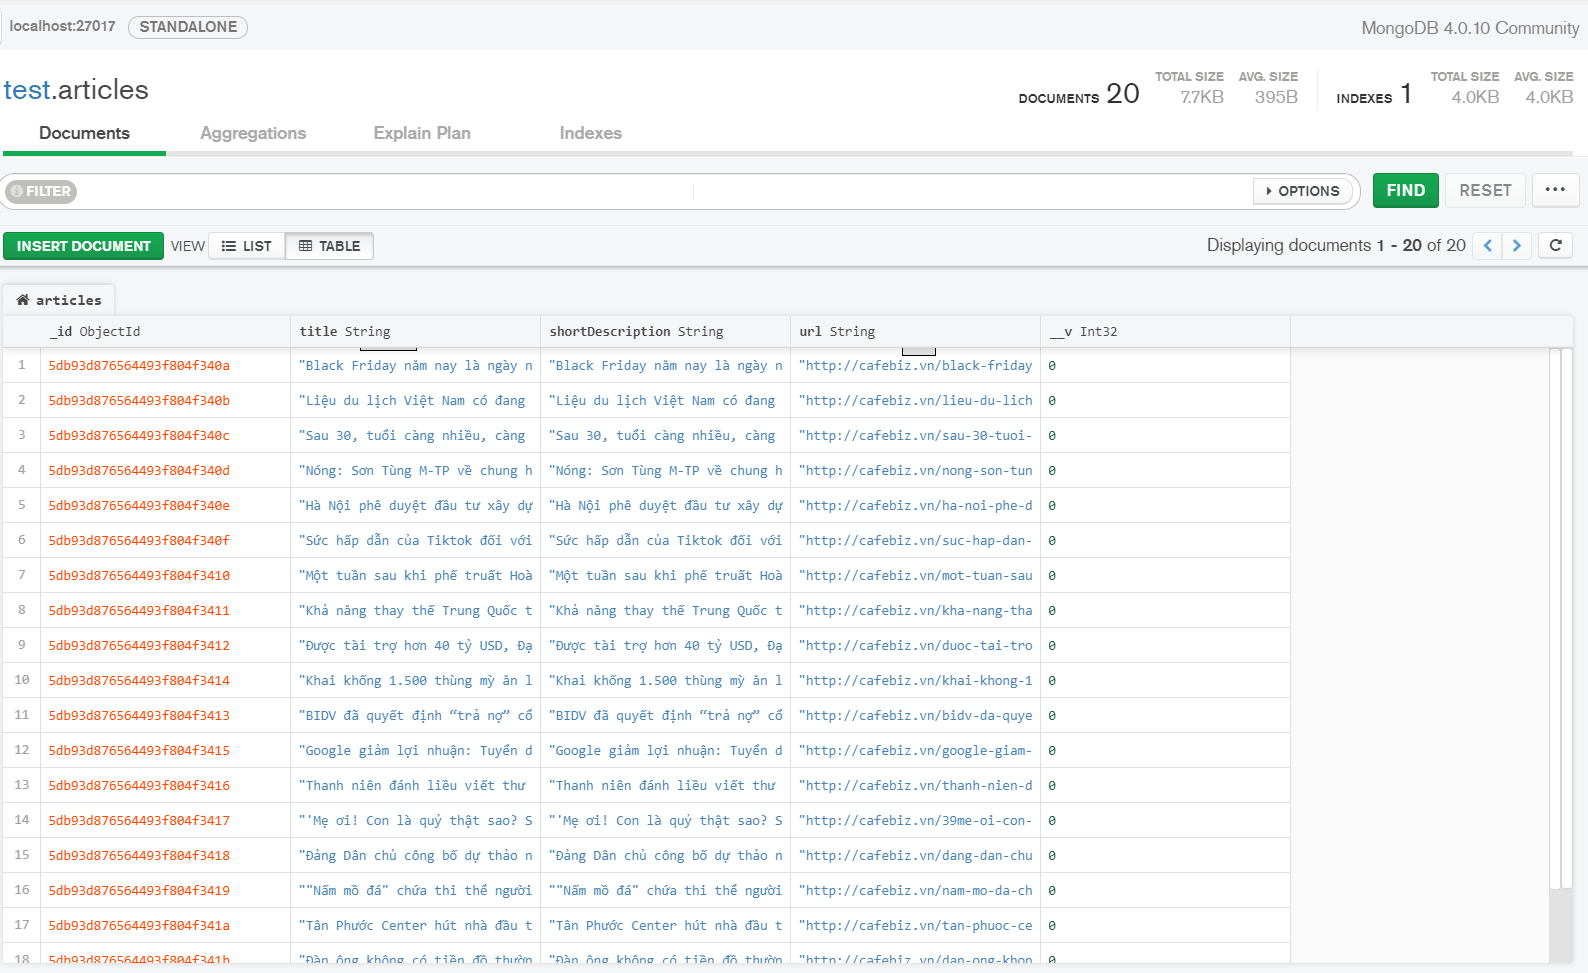 localhost:27017 STANDALONE MongoDB 4.0.10 Community
test.articles
DOCUMENTS 20 TOTAL SIZE 7.7KB AVG. SIZE 395B INDEXES 1 TOTAL SIZE 4.0KB AVG. SIZE 4.0KB
Documents Aggregations Explain Plan Indexes
FILTER OPTIONS FIND RESET ...
INSERT DOCUMENT VIEW LIST TABLE Displaying documents 1 - 20 of 20
articles
_id ObjectId title String shortDescription String url String __v Int32
1 5db93d876564493f804f340a "Black Friday năm nay là ngày n "Black Friday năm nay là ngày n "http://cafebiz.vn/black-friday 0
2 5db93d876564493f804f340b "Liệu du lịch Việt Nam có đang "Liệu du lịch Việt Nam có đang "http://cafebiz.vn/lieu-du-lich 0
3 5db93d876564493f804f340c "Sau 30, tuổi càng nhiều, càng "Sau 30, tuổi càng nhiều, càng "http://cafebiz.vn/sau-30-tuoi- 0
4 5db93d876564493f804f340d "Nóng: Sơn Tùng M-TP về chung h "Nóng: Sơn Tùng M-TP về chung h "http://cafebiz.vn/nong-son-tun 0
5 5db93d876564493f804f340e "Hà Nội phê duyệt đầu tư xây dự "Hà Nội phê duyệt đầu tư xây dự "http://cafebiz.vn/ha-noi-phe-d 0
6 5db93d876564493f804f340f "Sức hấp dẫn của Tiktok đối với "Sức hấp dẫn của Tiktok đối với "http://cafebiz.vn/suc-hap-dan- 0
7 5db93d876564493f804f3410 "Một tuần sau khi phế truất Hoà "Một tuần sau khi phế truất Hoà "http://cafebiz.vn/mot-tuan-sau 0
8 5db93d876564493f804f3411 "Khả năng thay thế Trung Quốc t "Khả năng thay thế Trung Quốc t "http://cafebiz.vn/kha-nang-tha 0
9 5db93d876564493f804f3412 "Được tài trợ hơn 40 tỷ USD, Đạ "Được tài trợ hơn 40 tỷ USD, Đạ "http://cafebiz.vn/duoc-tai-tro 0
10 5db93d876564493f804f3414 "Khai khống 1.500 thùng mỳ ăn l "Khai khống 1.500 thùng mỳ ăn l "http://cafebiz.vn/khai-khong-1 0
11 5db93d876564493f804f3413 "BIDV đã quyết định “trả nợ” cổ "BIDV đã quyết định “trả nợ” cổ "http://cafebiz.vn/bidv-da-quye 0
12 5db93d876564493f804f3415 "Google giảm lợi nhuận: Tuyển d "Google giảm lợi nhuận: Tuyển d "http://cafebiz.vn/google-giam- 0
13 5db93d876564493f804f3416 "Thanh niên đánh liều viết thư "Thanh niên đánh liều viết thư "http://cafebiz.vn/thanh-nien-d 0
14 5db93d876564493f804f3417 "'Mẹ ơi! Con là quỷ thật sao? S "'Mẹ ơi! Con là quỷ thật sao? S "http://cafebiz.vn/39me-oi-con- 0
15 5db93d876564493f804f3418 "Đảng Dân chủ công bố dự thảo n "Đảng Dân chủ công bố dự thảo n "http://cafebiz.vn/dang-dan-chu 0
16 5db93d876564493f804f3419 ""Nấm mồ đá" chứa thi thể người ""Nấm mồ đá" chứa thi thể người "http://cafebiz.vn/nam-mo-da-ch 0
17 5db93d876564493f804f341a "Tân Phước Center hút nhà đầu t "Tân Phước Center hút nhà đầu t "http://cafebiz.vn/tan-phuoc-ce 0
18 5db93d876564493f804f341b "Đàn ông không có tiền đồ thườn "Đàn ông không có tiền đồ thườn "http://cafebiz.vn/dan-ong-khon 0